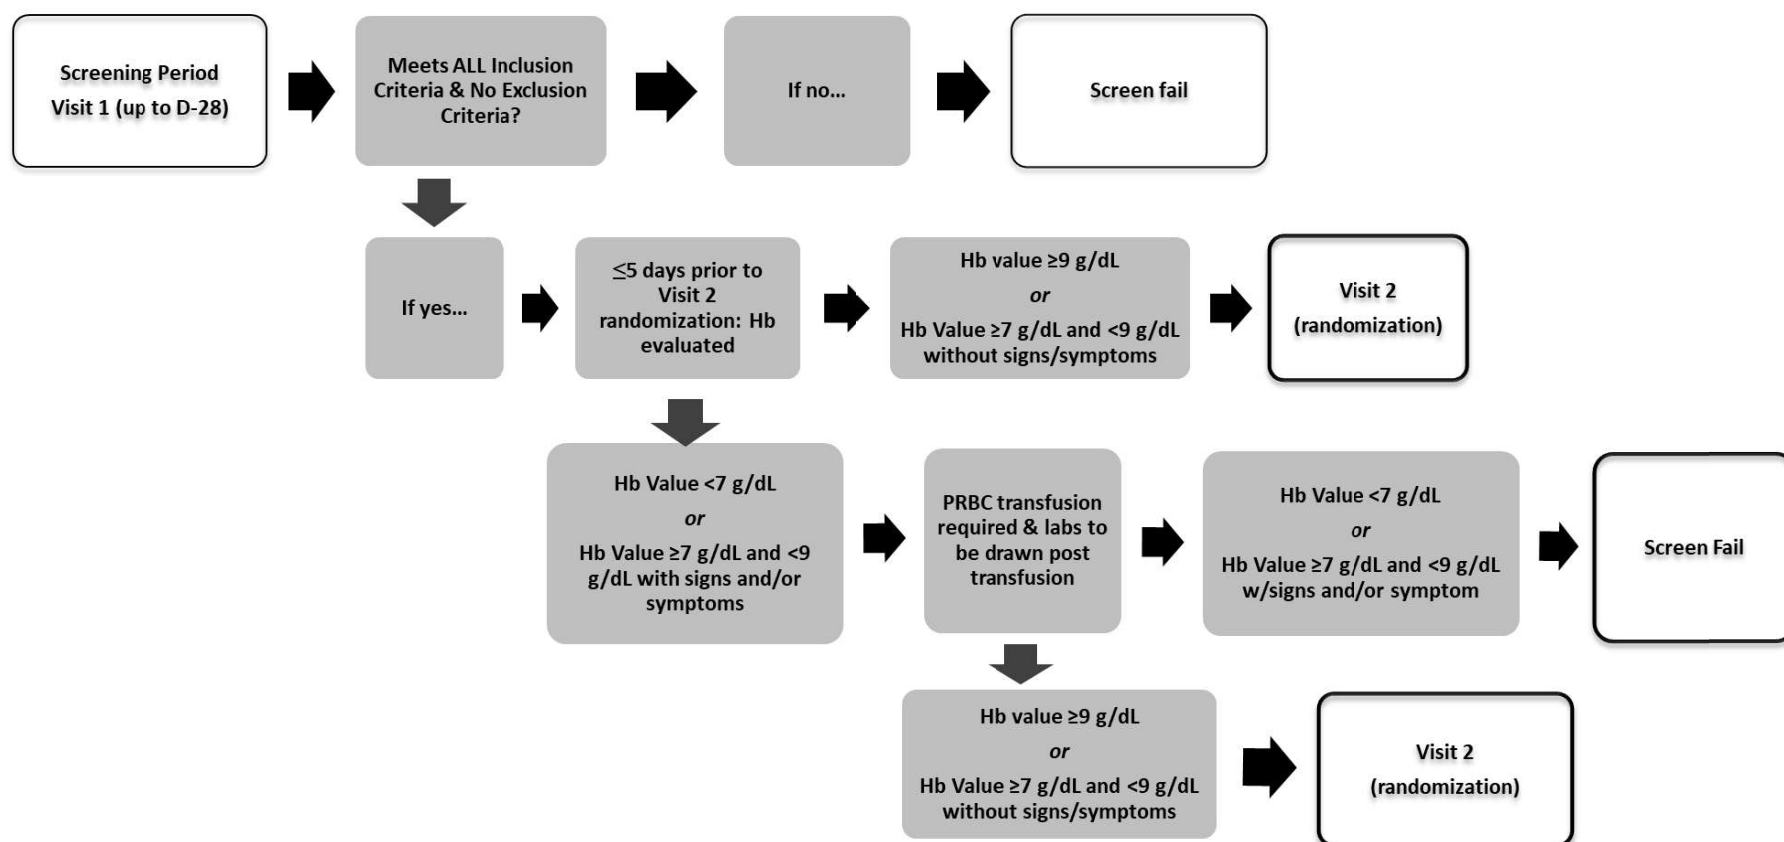 Screening Period
Visit 1 (up to D-28)
Meets ALL Inclusion
Criteria & No Exclusion
Criteria?
If no...
Screen fail
If yes...
≤5 days prior to
Visit 2
randomization: Hb
evaluated
Hb value ≥9 g/dL
or
Hb Value ≥7 g/dL and <9 g/dL
without signs/symptoms
Visit 2
(randomization)
Hb Value <7 g/dL
or
Hb Value ≥7 g/dL and <9
g/dL with signs and/or
symptoms
PRBC transfusion
required & labs to
be drawn post
transfusion
Hb Value <7 g/dL
or
Hb Value ≥7 g/dL and <9 g/dL
w/signs and/or symptom
Screen Fail
Hb value ≥9 g/dL
or
Hb Value ≥7 g/dL and <9 g/dL
without signs/symptoms
Visit 2
(randomization)